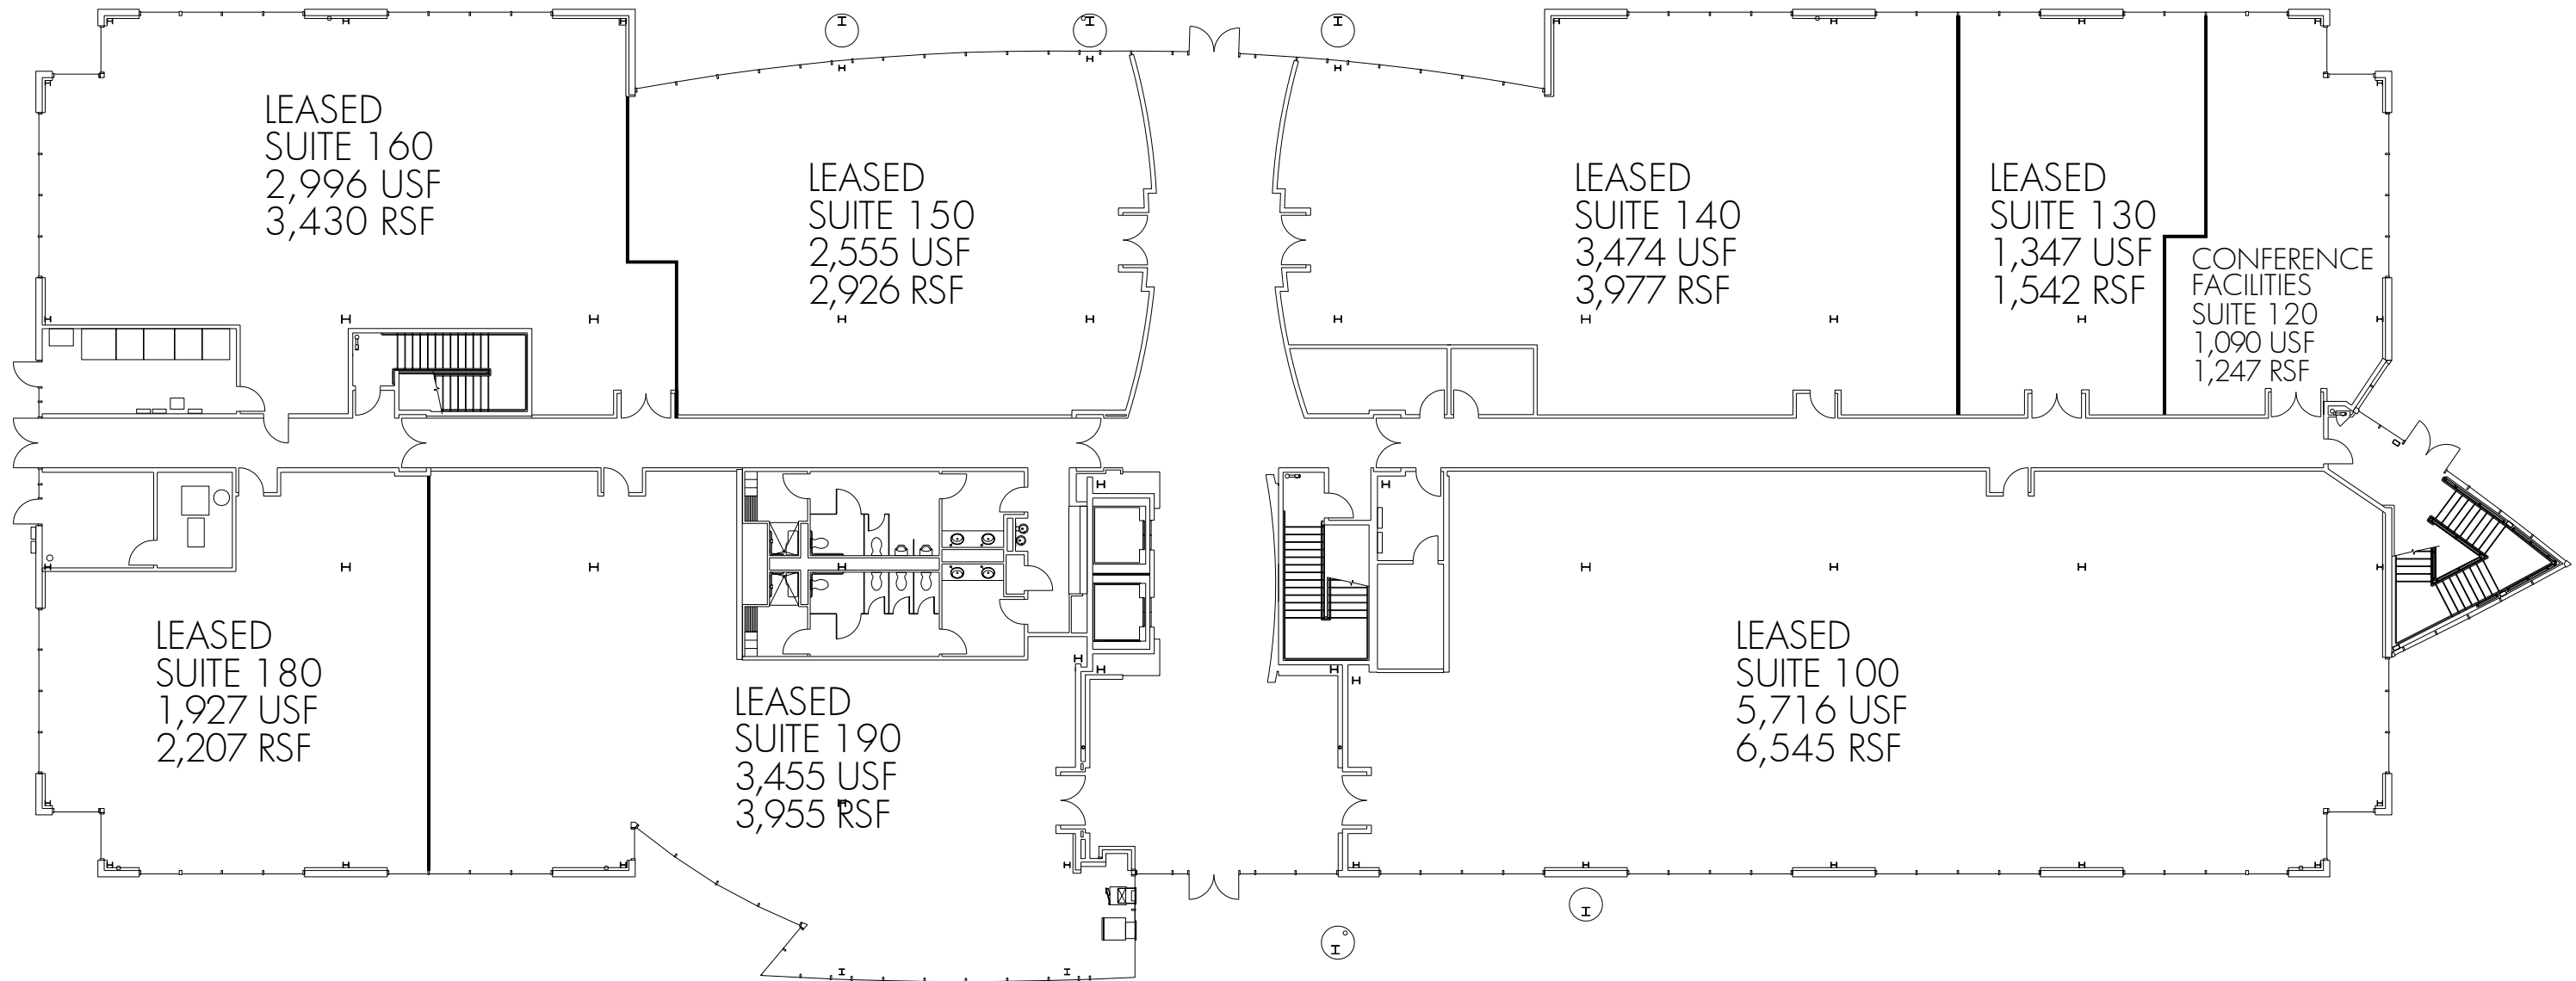 LEASED
SUITE 160
2,996 USF
3,430 RSF
LEASED
SUITE 150
2,555 USF
2,926 RSF
LEASED
SUITE 140
3,474 USF
3,977 RSF
LEASED
SUITE 130
1,347 USF
1,542 RSF
CONFERENCE
FACILITIES
SUITE 120
1,090 USF
1,247 RSF
LEASED
SUITE 180
1,927 USF
2,207 RSF
LEASED
SUITE 190
3,455 USF
3,955 RSF
LEASED
SUITE 100
5,716 USF
6,545 RSF